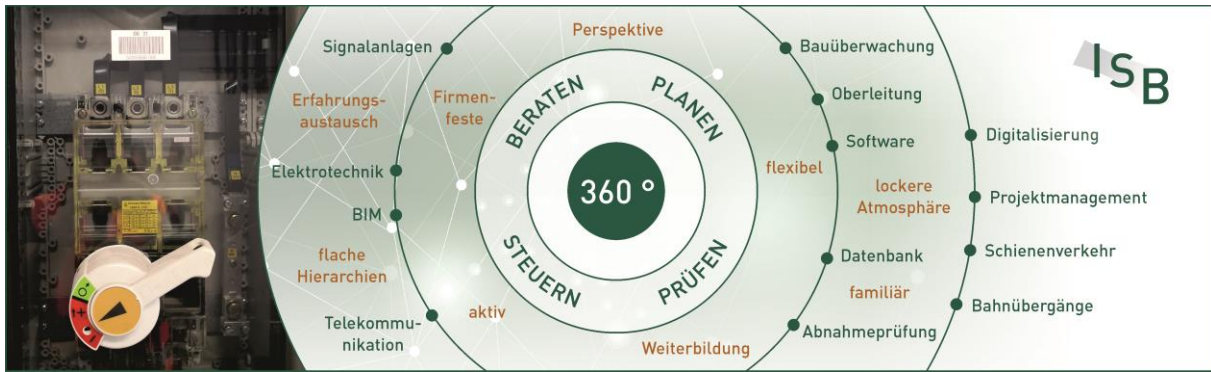 Signalanlagen
Erfahrungs-
austausch
Firmen-
feste
Elektrotechnik
BIM
flache
Hierarchien
aktiv
Telekommu-
nikation
Perspektive
BERATEN
PLANEN
360 °
STEUERN
PRÜFEN
Weiterbildung
Bauüberwachung
Oberleitung
Software
flexibel
lockere
Atmosphäre
Datenbank
familiär
Abnahmeprüfung
ISB
Digitalisierung
Projektmanagement
Schienenverkehr
Bahnübergänge